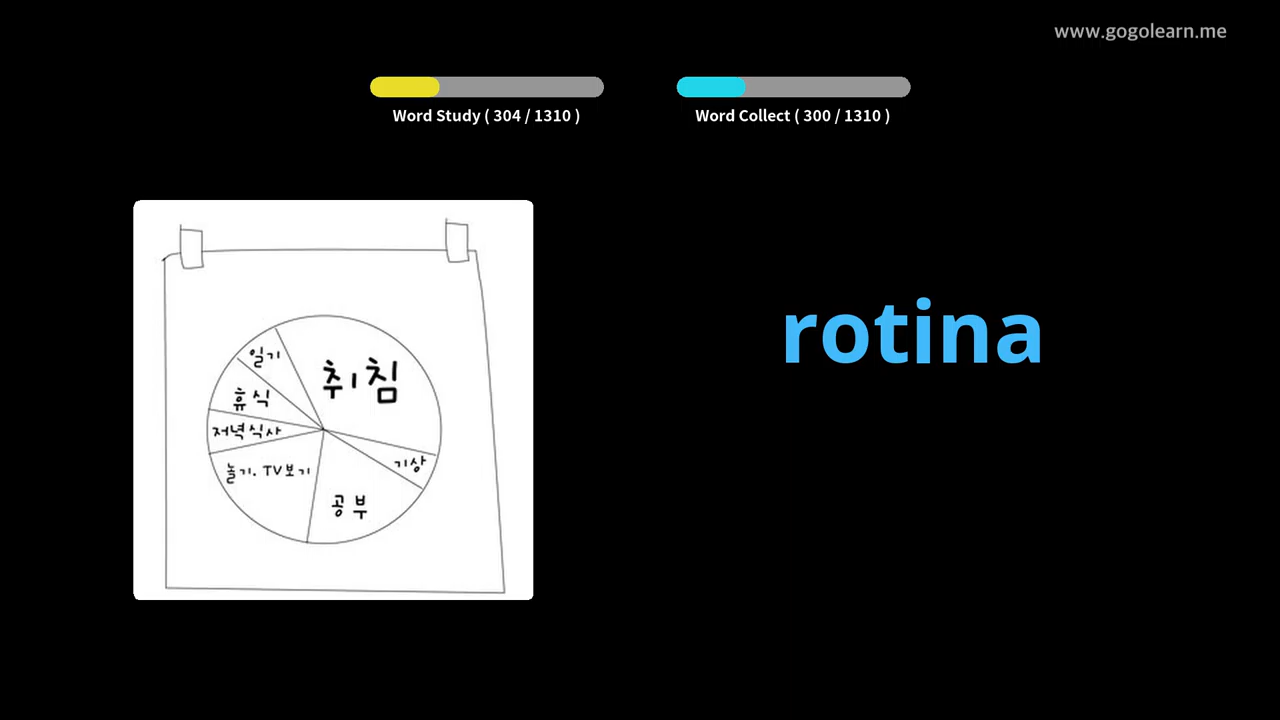 www.gogolearn.me
Word Study ( 304 / 1310 )
Word Collect ( 300 / 1310 )
rotina
일기
취침
휴식
저녁식사
기상
놀기. TV보기
공부